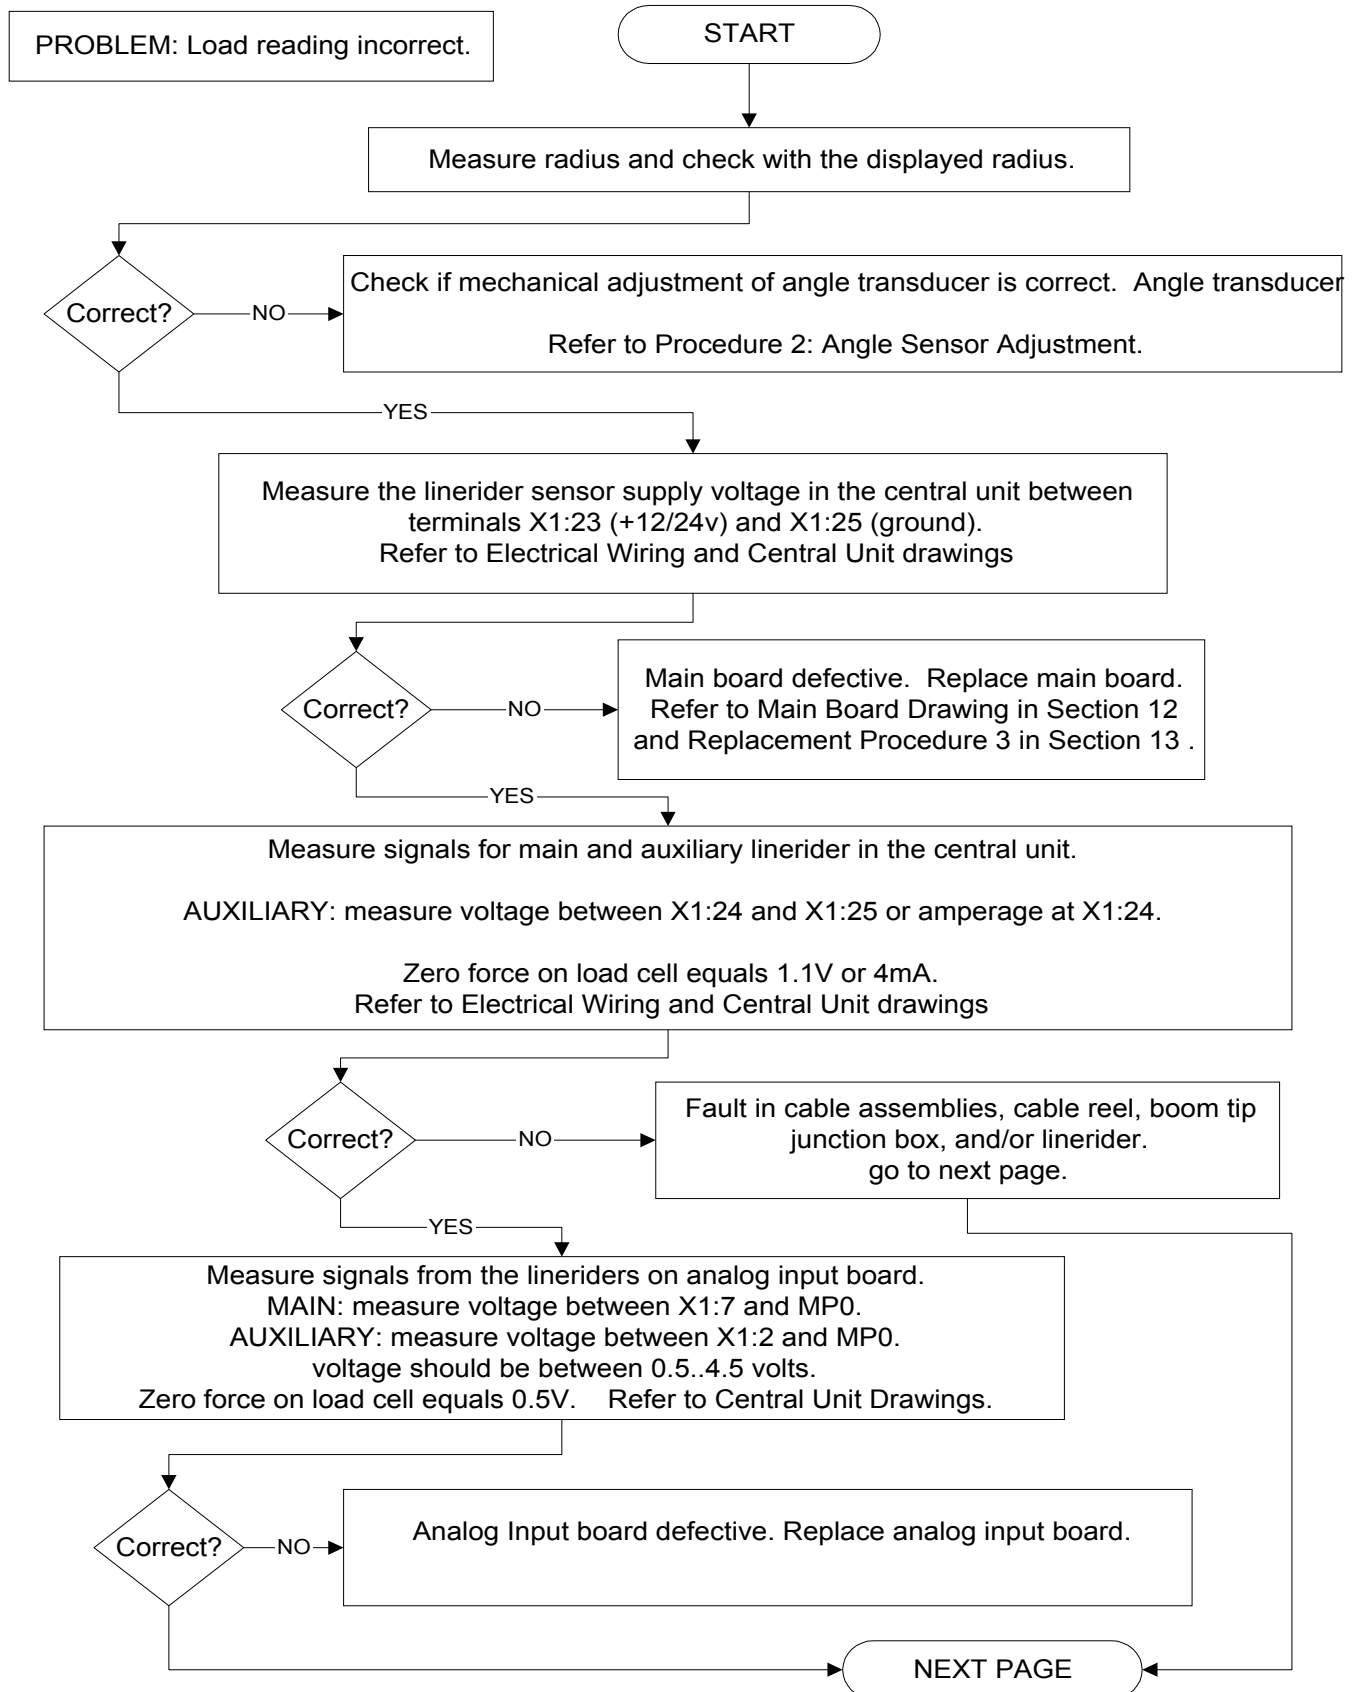 PROBLEM: Load reading incorrect.
START
Measure radius and check with the displayed radius.
Correct?
NO
Check if mechanical adjustment of angle transducer is correct.  Angle transducer
Refer to Procedure 2: Angle Sensor Adjustment.
YES
Measure the linerider sensor supply voltage in the central unit between
terminals X1:23 (+12/24v) and X1:25 (ground).
Refer to Electrical Wiring and Central Unit drawings
Correct?
NO
Main board defective.  Replace main board.
Refer to Main Board Drawing in Section 12
and Replacement Procedure 3 in Section 13 .
YES
Measure signals for main and auxiliary linerider in the central unit.
AUXILIARY: measure voltage between X1:24 and X1:25 or amperage at X1:24.
Zero force on load cell equals 1.1V or 4mA.
Refer to Electrical Wiring and Central Unit drawings
Correct?
NO
Fault in cable assemblies, cable reel, boom tip
junction box, and/or linerider.
go to next page.
YES
Measure signals from the lineriders on analog input board.
MAIN: measure voltage between X1:7 and MP0.
AUXILIARY: measure voltage between X1:2 and MP0.
voltage should be between 0.5..4.5 volts.
Zero force on load cell equals 0.5V.    Refer to Central Unit Drawings.
Correct?
NO
Analog Input board defective. Replace analog input board.
NEXT PAGE